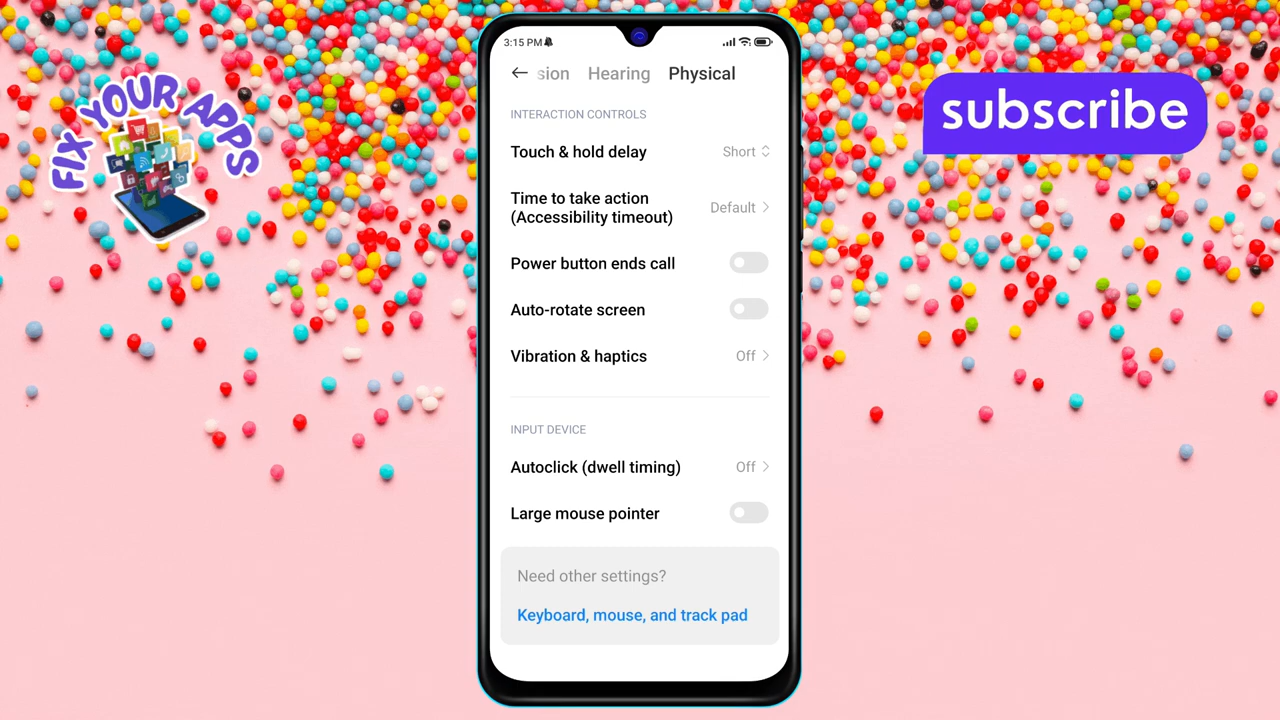 FIX YOUR APPS
subscribe
3:15 PM
sion Hearing Physical
INTERACTION CONTROLS
Touch & hold delay Short
Time to take action
(Accessibility timeout) Default
Power button ends call
Auto-rotate screen
Vibration & haptics Off
INPUT DEVICE
Autoclick (dwell timing) Off
Large mouse pointer
Need other settings?
Keyboard, mouse, and track pad